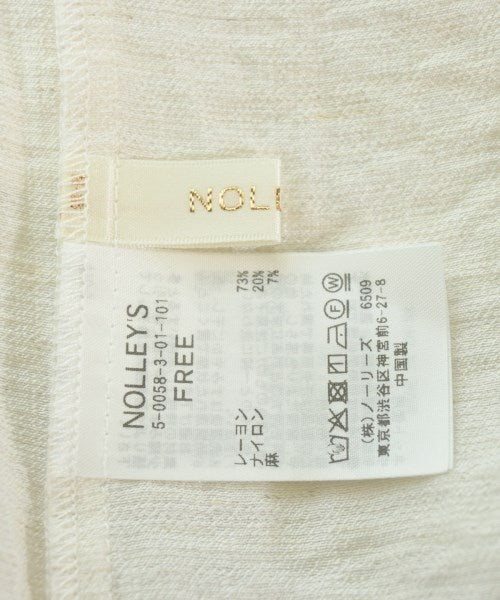 NOLL
NOLLEY'S
5-0058-3-01-101
FREE
レーヨン 73%
ナイロン 20%
麻 7%
F W
(株)ノーリーズ 6509
東京都渋谷区神宮前6-27-8
中国製